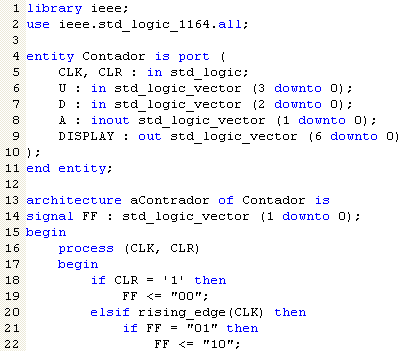 1 library ieee;
2 use ieee.std_logic_1164.all;
3
4 entity Contador is port (
5     CLK, CLR : in std_logic;
6     U : in std_logic_vector (3 downto 0);
7     D : in std_logic_vector (2 downto 0);
8     A : inout std_logic_vector (1 downto 0);
9     DISPLAY : out std_logic_vector (6 downto 0)
10 );
11 end entity;
12
13 architecture aContrador of Contador is
14 signal FF : std_logic_vector (1 downto 0);
15 begin
16     process (CLK, CLR)
17     begin
18         if CLR = '1' then
19             FF <= "00";
20         elsif rising_edge(CLK) then
21             if FF = "01" then
22                 FF <= "10";